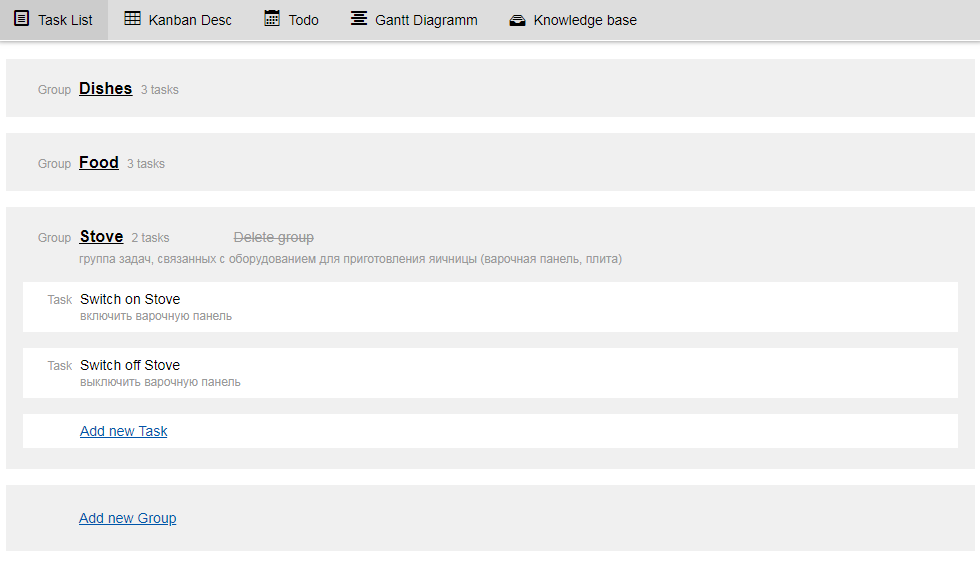 Task List Kanban Desc Todo Gantt Diagramm Knowledge base
Group Dishes 3 tasks
Group Food 3 tasks
Group Stove 2 tasks Delete group
группа задач, связанных с оборудованием для приготовления яичницы (варочная панель, плита)
Task Switch on Stove
включить варочную панель
Task Switch off Stove
выключить варочную панель
Add new Task
Add new Group